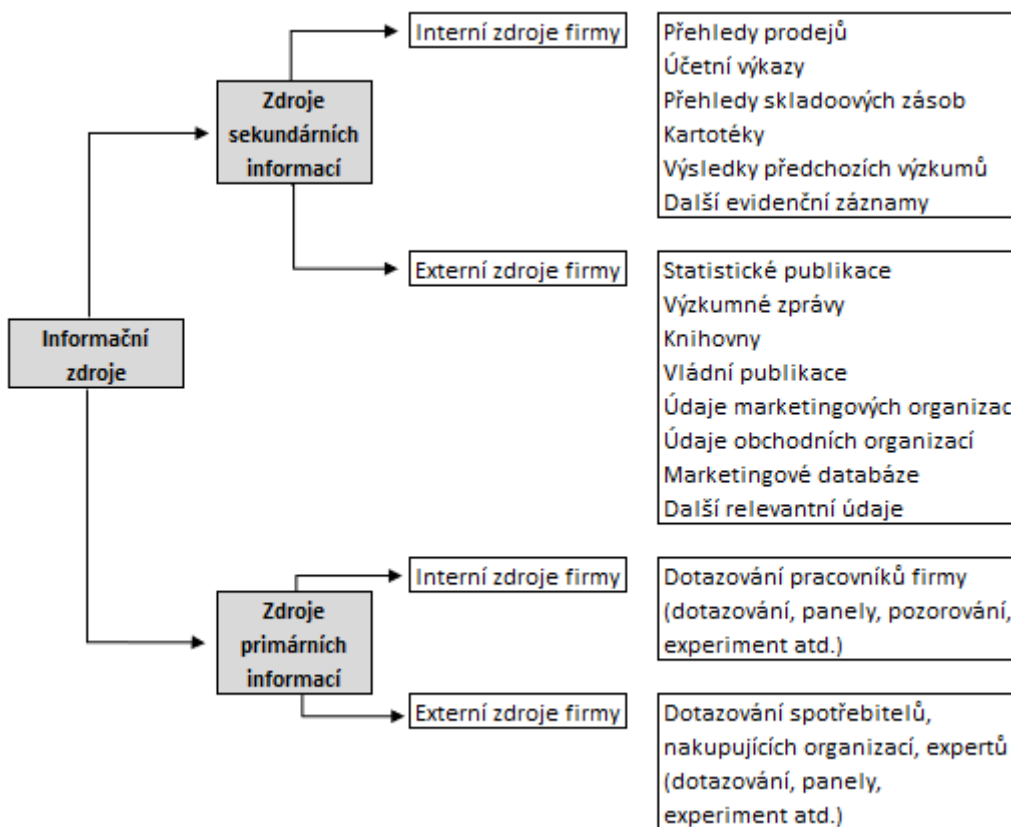 Informační
zdroje
Zdroje
sekundárních
informací
Interní zdroje firmy
Přehledy prodejů
Účetní výkazy
Přehledy skladoových zásob
Kartotéky
Výsledky předchozích výzkumů
Další evidenční záznamy
Externí zdroje firmy
Statistické publikace
Výzkumné zprávy
Knihovny
Vládní publikace
Údaje marketingových organizac
Údaje obchodních organizací
Marketingové databáze
Další relevantní údaje
Zdroje
primárních
informací
Interní zdroje firmy
Dotazování pracovníků firmy
(dotazování, panely, pozorování,
experiment atd.)
Externí zdroje firmy
Dotazování spotřebitelů,
nakupujících organizací, expertů
(dotazování, panely,
experiment atd.)